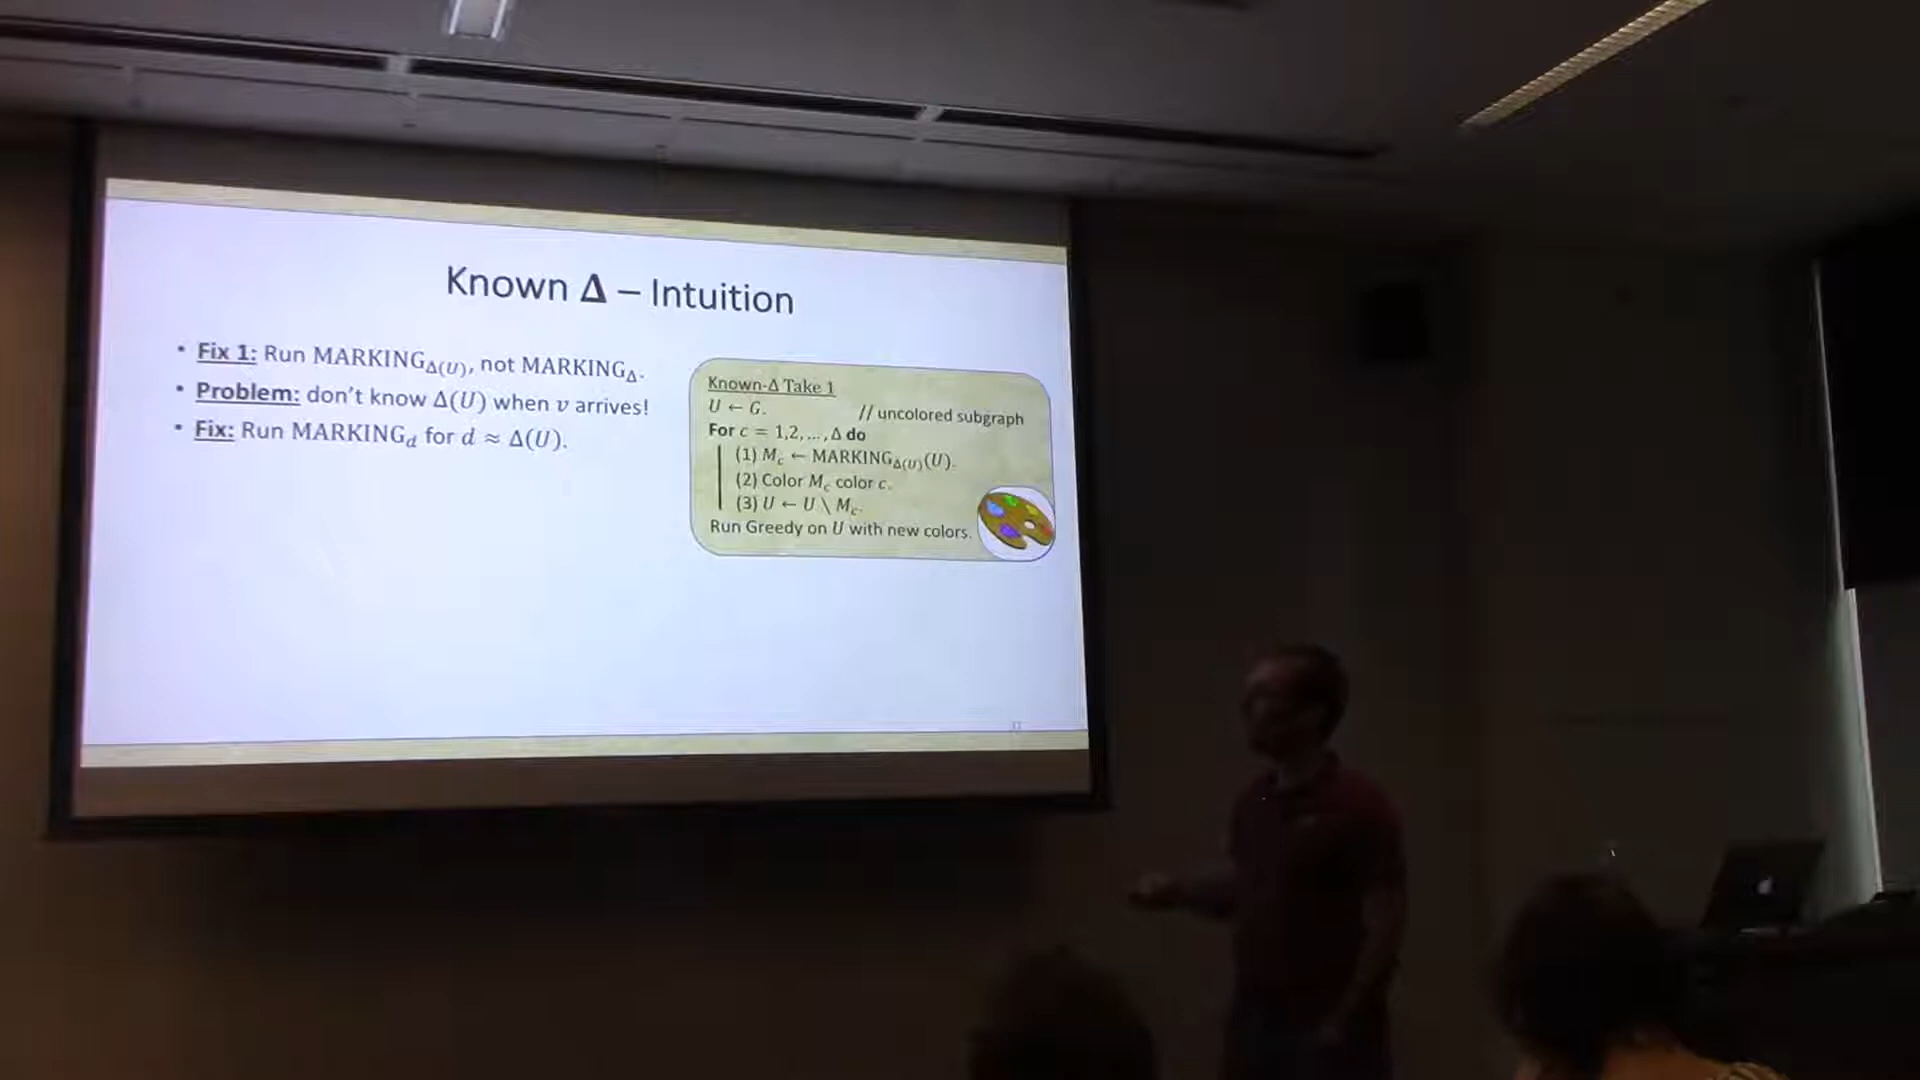 Known Δ – Intuition
• Fix 1: Run MARKING_Δ(U), not MARKING_Δ.
• Problem: don't know Δ(U) when v arrives!
• Fix: Run MARKING_d for d ≈ Δ(U).
Known-Δ Take 1
U ← G. // uncolored subgraph
For c = 1,2, … , Δ do
(1) M_c ← MARKING_Δ(U)(U).
(2) Color M_c color c.
(3) U ← U \ M_c.
Run Greedy on U with new colors.